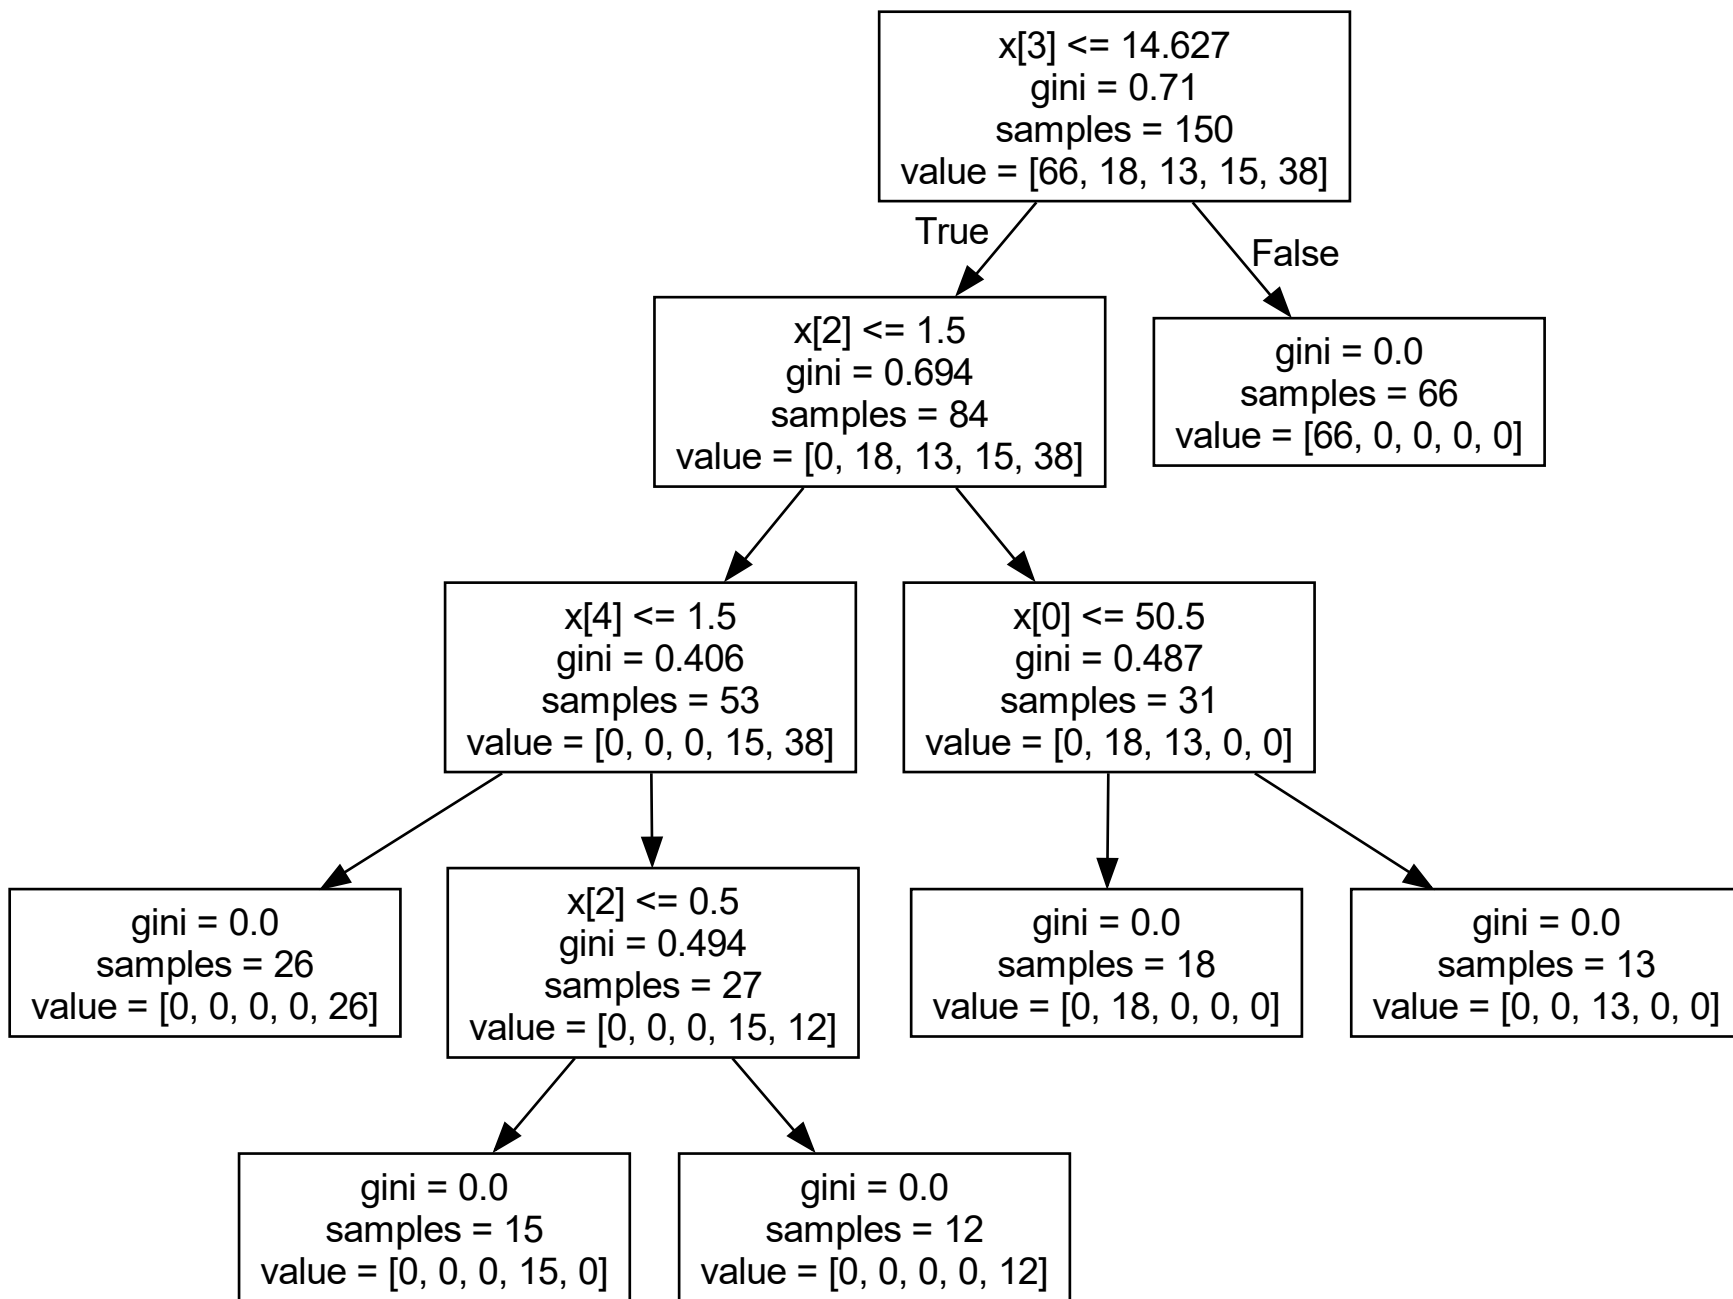 x[3] <= 14.627
gini = 0.71
samples = 150
value = [66, 18, 13, 15, 38]
True
False
x[2] <= 1.5
gini = 0.694
samples = 84
value = [0, 18, 13, 15, 38]
gini = 0.0
samples = 66
value = [66, 0, 0, 0, 0]
x[4] <= 1.5
gini = 0.406
samples = 53
value = [0, 0, 0, 15, 38]
x[0] <= 50.5
gini = 0.487
samples = 31
value = [0, 18, 13, 0, 0]
gini = 0.0
samples = 26
value = [0, 0, 0, 0, 26]
x[2] <= 0.5
gini = 0.494
samples = 27
value = [0, 0, 0, 15, 12]
gini = 0.0
samples = 18
value = [0, 18, 0, 0, 0]
gini = 0.0
samples = 13
value = [0, 0, 13, 0, 0]
gini = 0.0
samples = 15
value = [0, 0, 0, 15, 0]
gini = 0.0
samples = 12
value = [0, 0, 0, 0, 12]